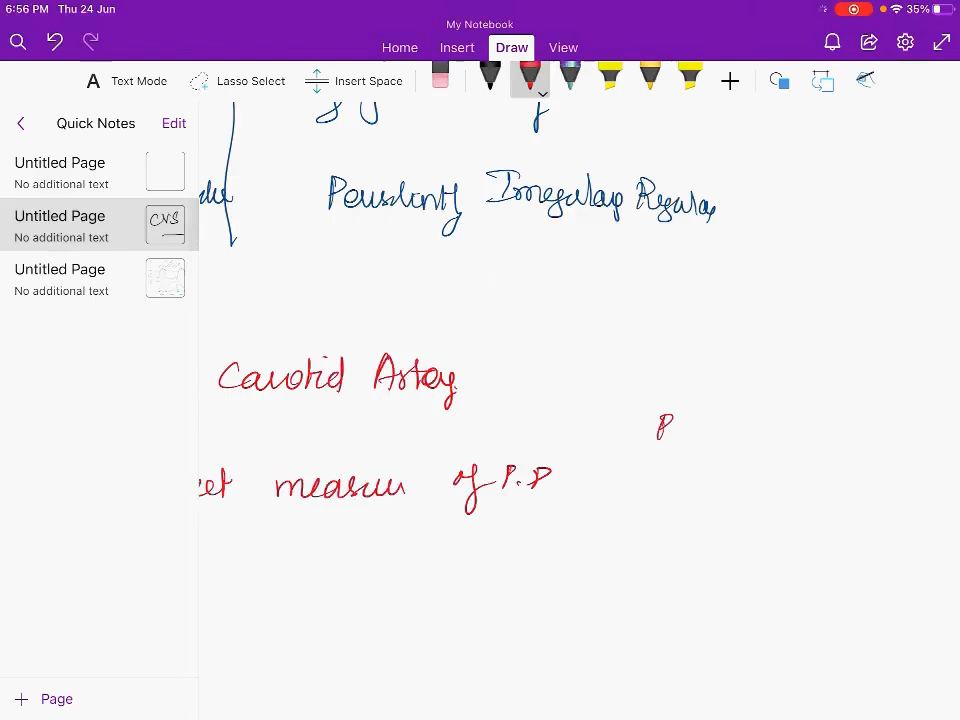 6:56 PM Thu 24 Jun 35%
My Notebook
Home Insert Draw View
A Text Mode Lasso Select Insert Space
Quick Notes Edit
Untitled Page
No additional text
Untitled Page
No additional text
CNS
Untitled Page
No additional text
Irregular Regular
Carotid Artery
P
measure of P.P
+ Page